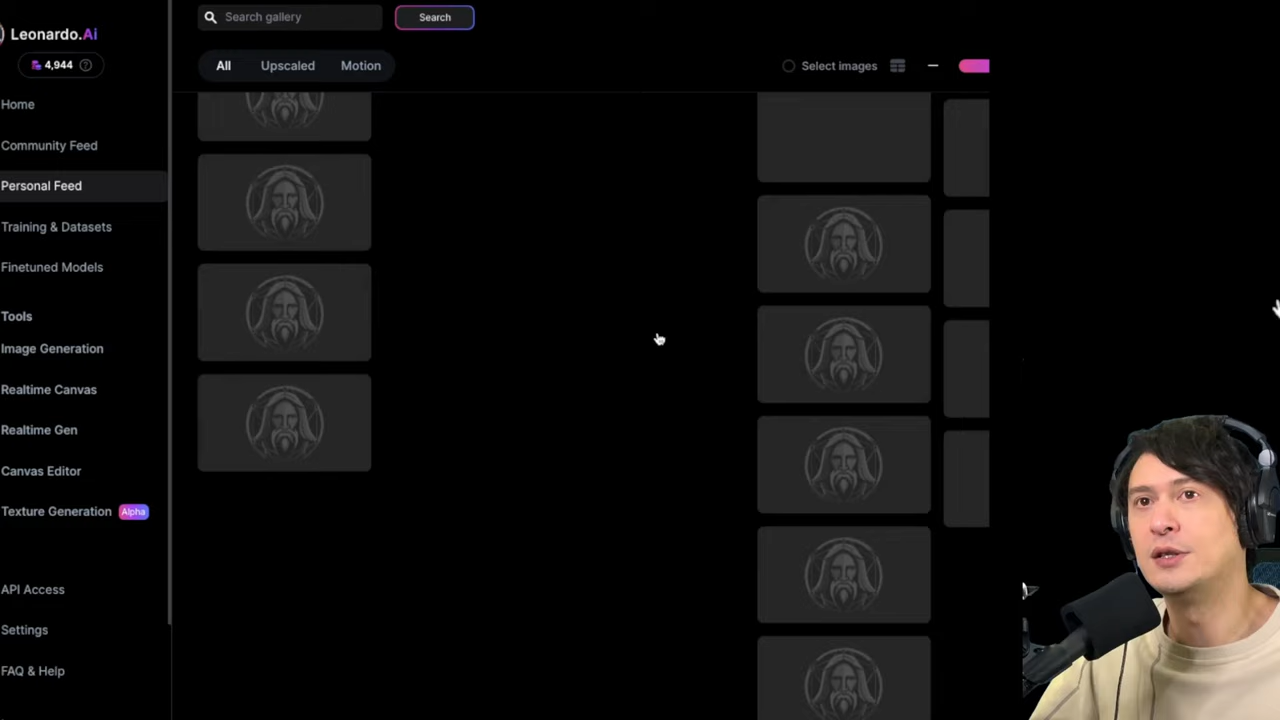 Leonardo.Ai
4,944
Home
Community Feed
Personal Feed
Training & Datasets
Finetuned Models
Tools
Image Generation
Realtime Canvas
Realtime Gen
Canvas Editor
Texture Generation Alpha
API Access
Settings
FAQ & Help
Search gallery
Search
All Upscaled Motion
Select images